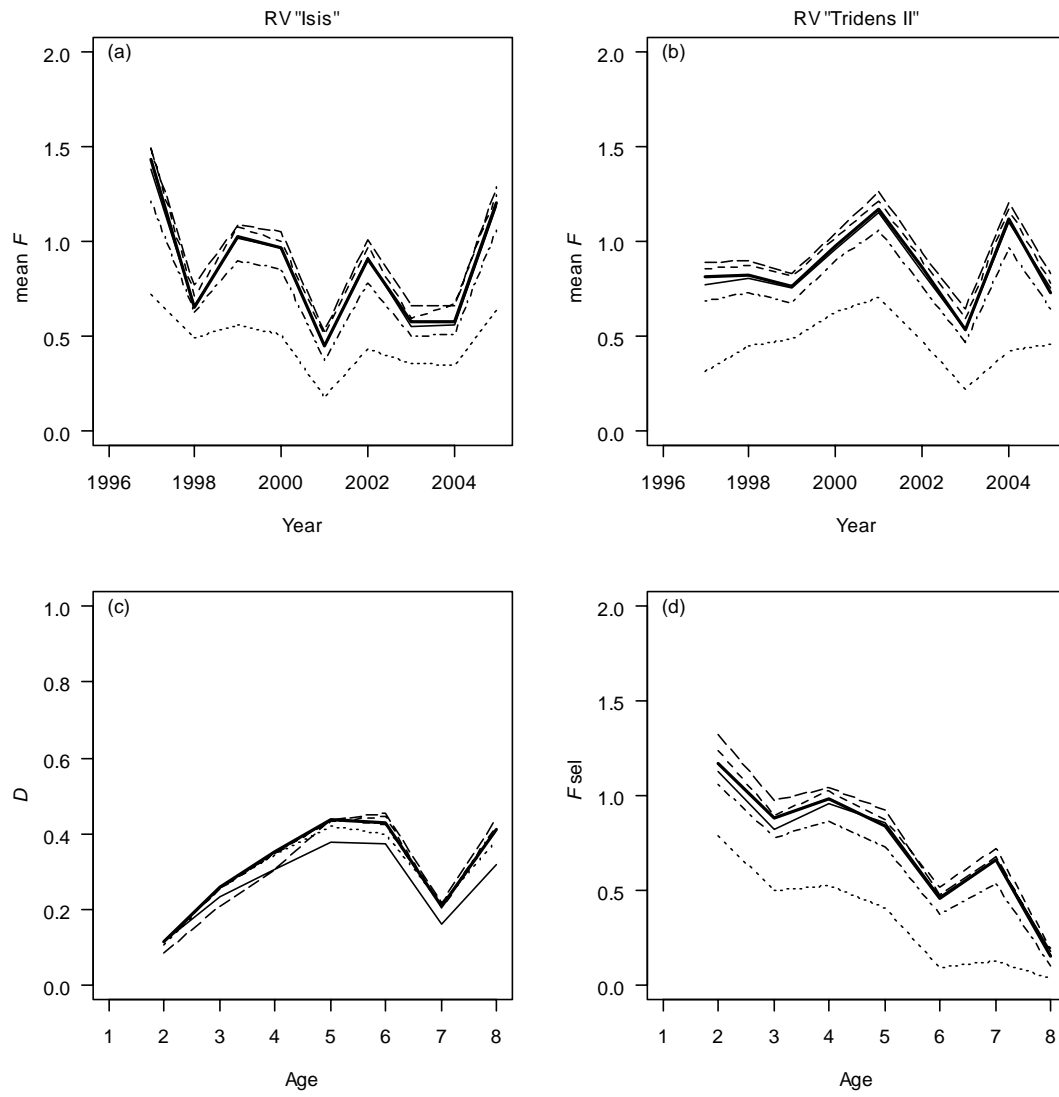 RV "Isis"
RV "Tridens II"
(a)
2.0
1.5
1.0
0.5
0.0
mean F
1996 1998 2000 2002 2004
Year
(b)
2.0
1.5
1.0
0.5
0.0
mean F
1996 1998 2000 2002 2004
Year
(c)
1.0
0.8
0.6
0.4
0.2
0.0
D
1 2 3 4 5 6 7 8
Age
(d)
2.0
1.5
1.0
0.5
0.0
F sel
1 2 3 4 5 6 7 8
Age